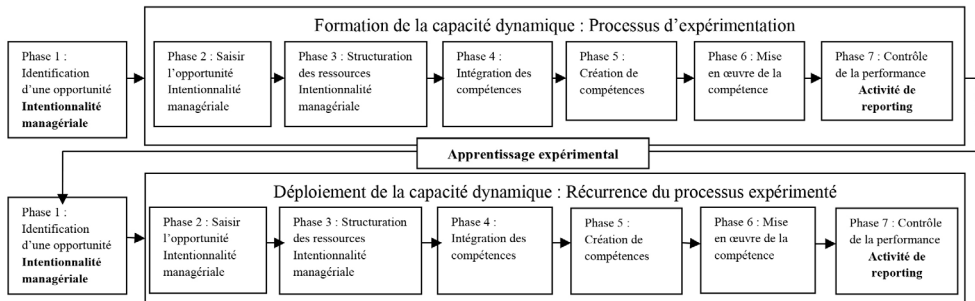 Formation de la capacité dynamique : Processus d’expérimentation
Phase 1 :
Identification
d’une opportunité
Intentionnalité
managériale
Phase 2 : Saisir
l’opportunité
Intentionnalité
managériale
Phase 3 : Structuration
des ressources
Intentionnalité
managériale
Phase 4 :
Intégration des
compétences
Phase 5 :
Création de
compétences
Phase 6 : Mise
en œuvre de la
compétence
Phase 7 : Contrôle
de la performance
Activité de
reporting
Apprentissage expérimental
Déploiement de la capacité dynamique : Récurrence du processus expérimenté
Phase 1 :
Identification
d’une opportunité
Intentionnalité
managériale
Phase 2 : Saisir
l’opportunité
Intentionnalité
managériale
Phase 3 : Structuration
des ressources
Intentionnalité
managériale
Phase 4 :
Intégration des
compétences
Phase 5 :
Création de
compétences
Phase 6 : Mise
en œuvre de la
compétence
Phase 7 : Contrôle
de la performance
Activité de
reporting